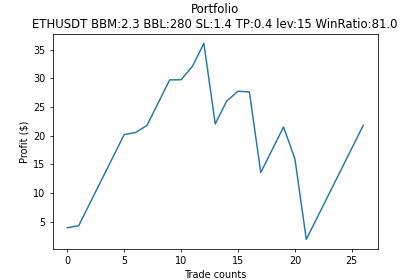 Portfolio
ETHUSDT BBM:2.3 BBL:280 SL:1.4 TP:0.4 lev:15 WinRatio:81.0
35
30
25
20
15
10
5
Profit ($)
0 5 10 15 20 25
Trade counts